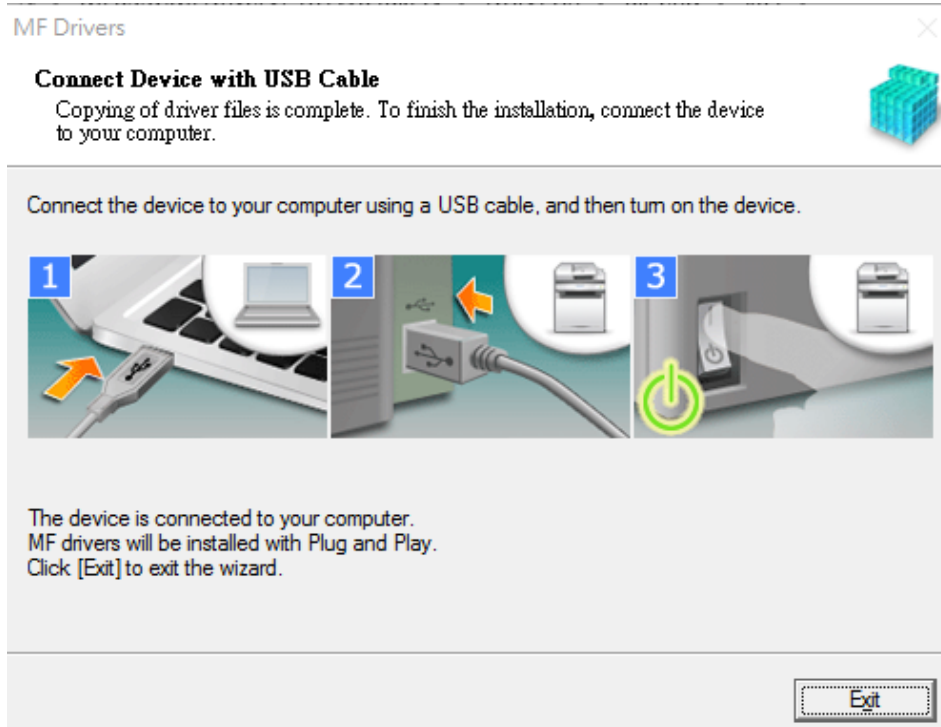 MF Drivers
Connect Device with USB Cable
Copying of driver files is complete. To finish the installation, connect the device
to your computer.
Connect the device to your computer using a USB cable, and then turn on the device.
1
2
3
The device is connected to your computer.
MF drivers will be installed with Plug and Play.
Click [Exit] to exit the wizard.
Exit